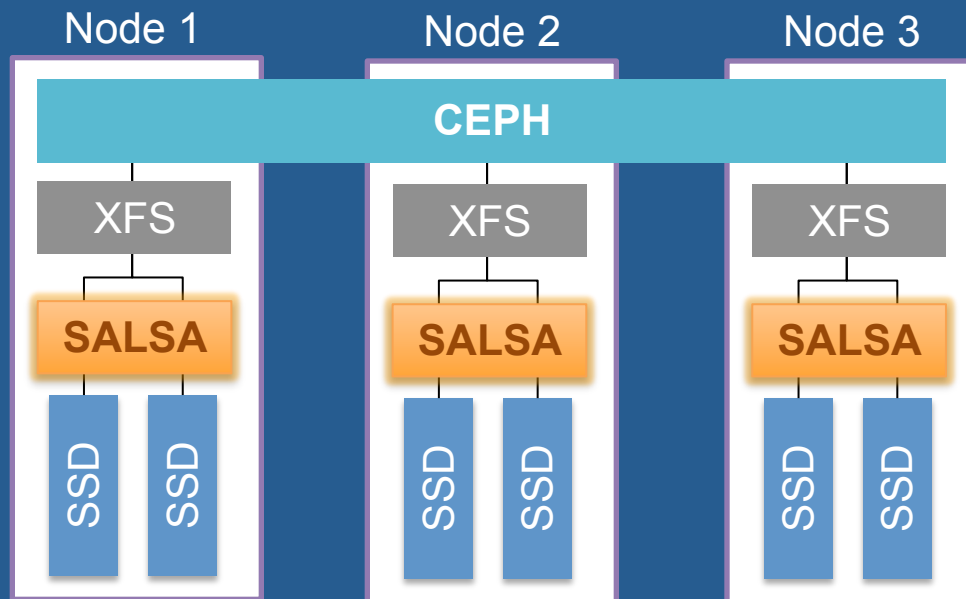 Node 1
Node 2
Node 3
CEPH
XFS
XFS
XFS
SALSA
SALSA
SALSA
SSD
SSD
SSD
SSD
SSD
SSD